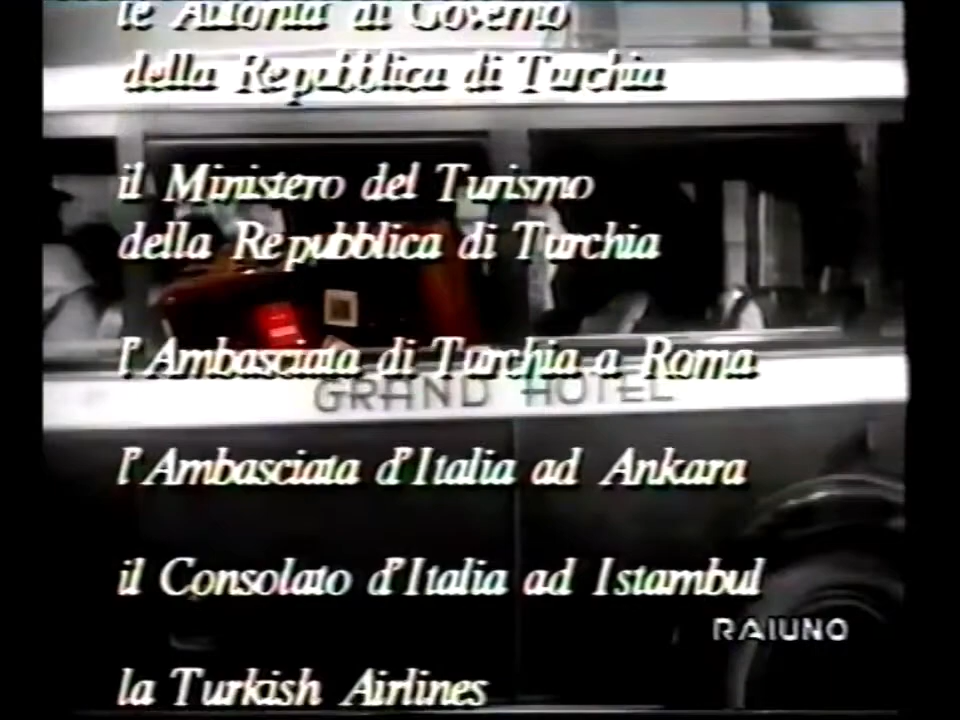 le Autorità di Governo
della Repubblica di Turchia
il Ministero del Turismo
della Repubblica di Turchia
l'Ambasciata di Turchia a Roma
GRAND HOTEL
l'Ambasciata d'Italia ad Ankara
il Consolato d'Italia ad Istambul
RAIUNO
la Turkish Airlines